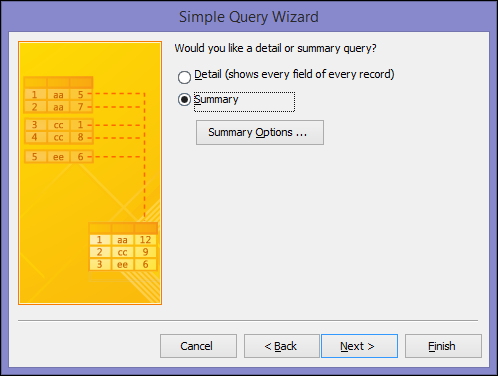 Simple Query Wizard
Would you like a detail or summary query?
Detail (shows every field of every record)
Summary
Summary Options ...
1 aa 5
2 aa 7
3 cc 1
4 cc 8
5 ee 6
1 aa 12
2 cc 9
3 ee 6
Cancel
< Back
Next >
Finish